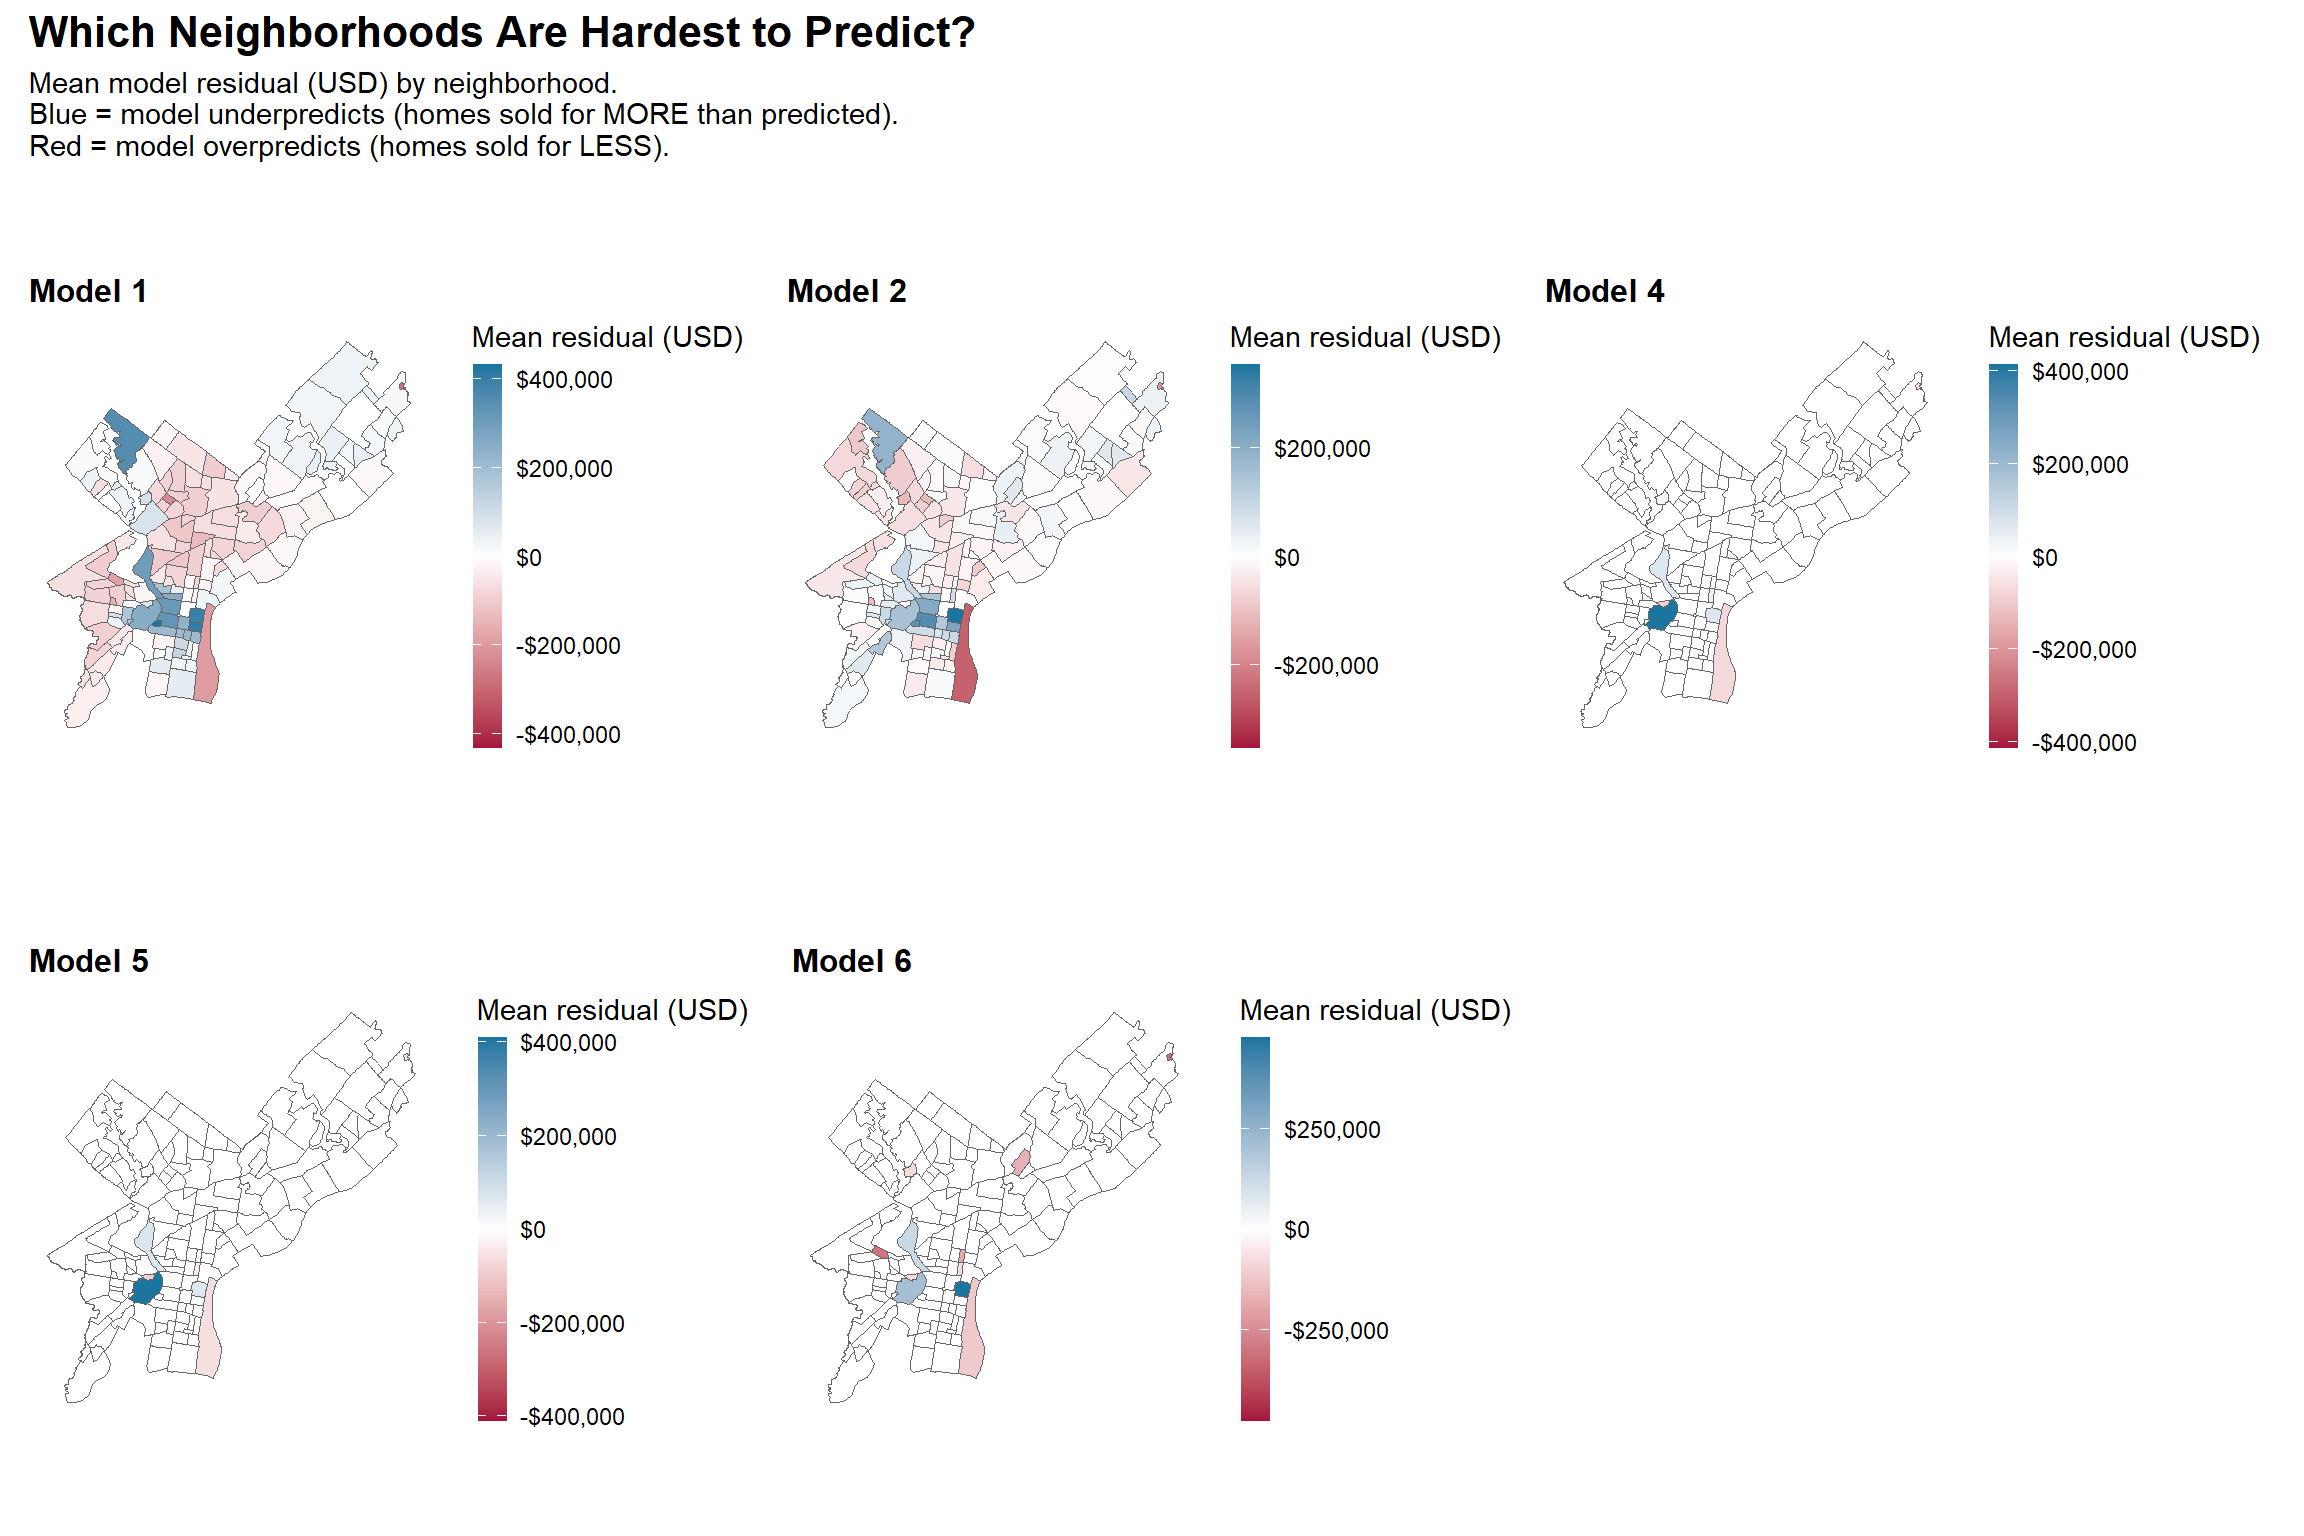 Which Neighborhoods Are Hardest to Predict?
Mean model residual (USD) by neighborhood.
Blue = model underpredicts (homes sold for MORE than predicted).
Red = model overpredicts (homes sold for LESS).
Model 1
Mean residual (USD)
$400,000
$200,000
$0
-$200,000
-$400,000
Model 2
Mean residual (USD)
$200,000
$0
-$200,000
Model 4
Mean residual (USD)
$400,000
$200,000
$0
-$200,000
-$400,000
Model 5
Mean residual (USD)
$400,000
$200,000
$0
-$200,000
-$400,000
Model 6
Mean residual (USD)
$250,000
$0
-$250,000